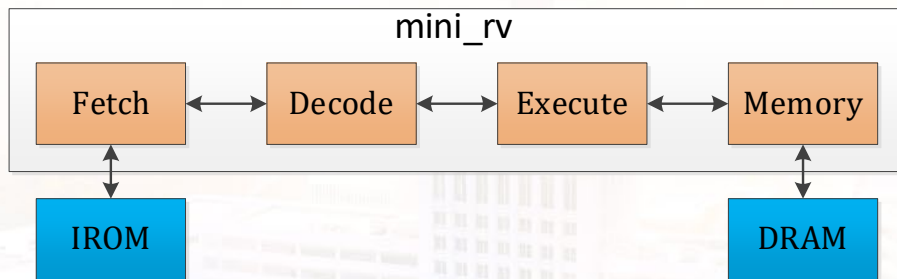 mini_rv
Fetch
Decode
Execute
Memory
IROM
DRAM